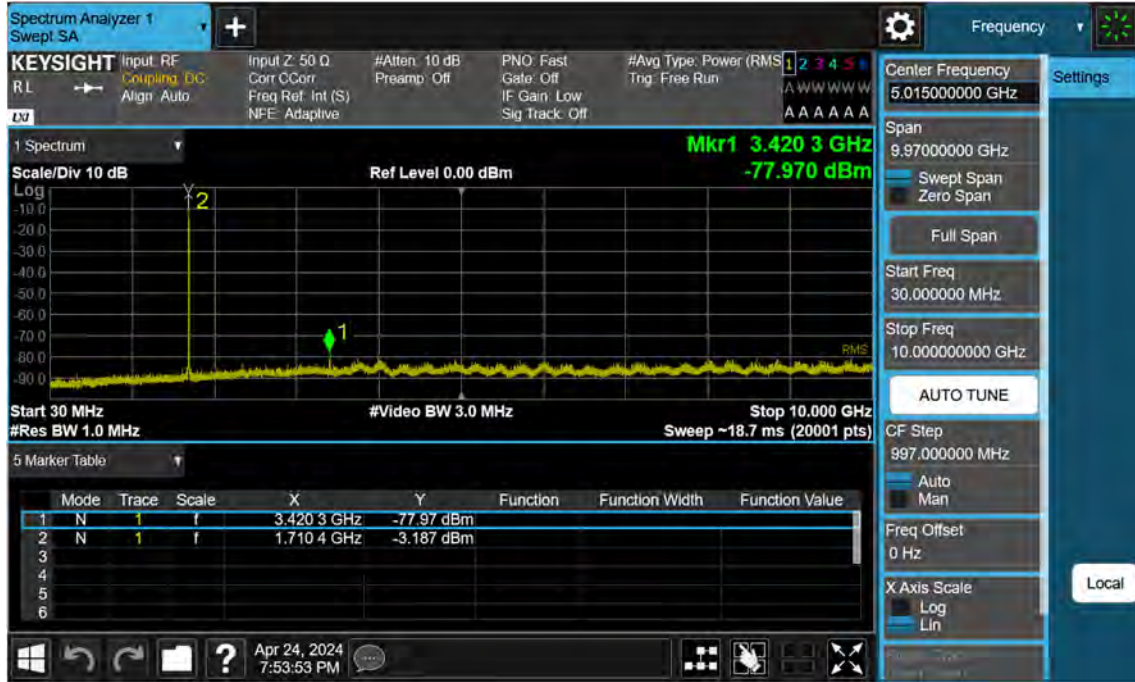 Spectrum Analyzer 1
Swept SA
+
Frequency
KEYSIGHT
RL
LXI
Input: RF
Coupling: DC
Align: Auto
Input Z: 50 Ω
Corr CCorr
Freq Ref: Int (S)
NFE: Adaptive
#Atten: 10 dB
Preamp: Off
PNO: Fast
Gate: Off
IF Gain: Low
Sig Track: Off
#Avg Type: Power (RMS
Trig: Free Run
1 2 3 4 5 6
A W W W W W
A A A A A A
1 Spectrum
Scale/Div 10 dB
Ref Level 0.00 dBm
Mkr1 3.420 3 GHz
-77.970 dBm
Log
-10.0
-20.0
-30.0
-40.0
-50.0
-60.0
-70.0
-80.0
-90.0
2
1
RMS
Start 30 MHz
#Video BW 3.0 MHz
Stop 10.000 GHz
#Res BW 1.0 MHz
Sweep ~18.7 ms (20001 pts)
5 Marker Table
Mode Trace Scale X Y Function Function Width Function Value
1 N 1 f 3.420 3 GHz -77.97 dBm
2 N 1 f 1.710 4 GHz -3.187 dBm
3
4
5
6
Apr 24, 2024
7:53:53 PM
?
Center Frequency
5.015000000 GHz
Span
9.97000000 GHz
Swept Span
Zero Span
Full Span
Start Freq
30.000000 MHz
Stop Freq
10.000000000 GHz
AUTO TUNE
CF Step
997.000000 MHz
Auto
Man
Freq Offset
0 Hz
X Axis Scale
Log
Lin
Settings
Local